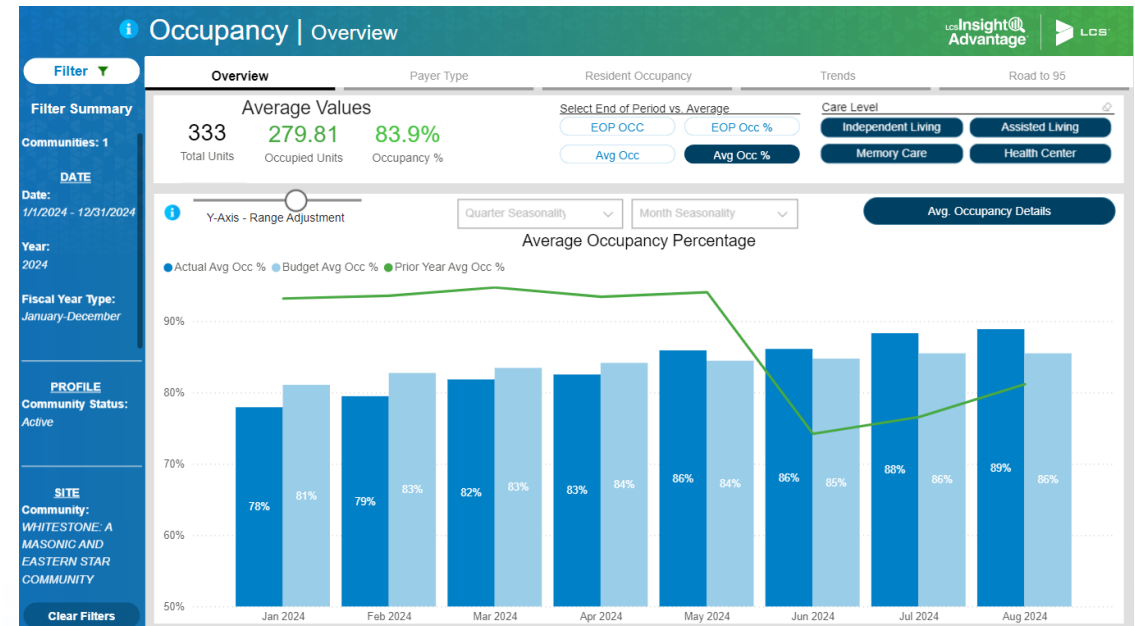 Occupancy | Overview
LCS Insight Advantage
LCS
Filter
Overview
Payer Type
Resident Occupancy
Trends
Road to 95
Filter Summary
Communities: 1
DATE
Date:
1/1/2024 - 12/31/2024
Year:
2024
Fiscal Year Type:
January-December
PROFILE
Community Status:
Active
SITE
Community:
WHITESTONE: A
MASONIC AND
EASTERN STAR
COMMUNITY
Clear Filters
Average Values
333
279.81
83.9%
Total Units
Occupied Units
Occupancy %
Select End of Period vs. Average
EOP OCC
EOP Occ %
Avg Occ
Avg Occ %
Care Level
Independent Living
Assisted Living
Memory Care
Health Center
Y-Axis - Range Adjustment
Quarter Seasonality
Month Seasonality
Avg. Occupancy Details
Average Occupancy Percentage
Actual Avg Occ %
Budget Avg Occ %
Prior Year Avg Occ %
90%
80%
70%
60%
50%
78%
81%
79%
83%
82%
83%
83%
84%
86%
84%
86%
85%
88%
86%
89%
86%
Jan 2024
Feb 2024
Mar 2024
Apr 2024
May 2024
Jun 2024
Jul 2024
Aug 2024